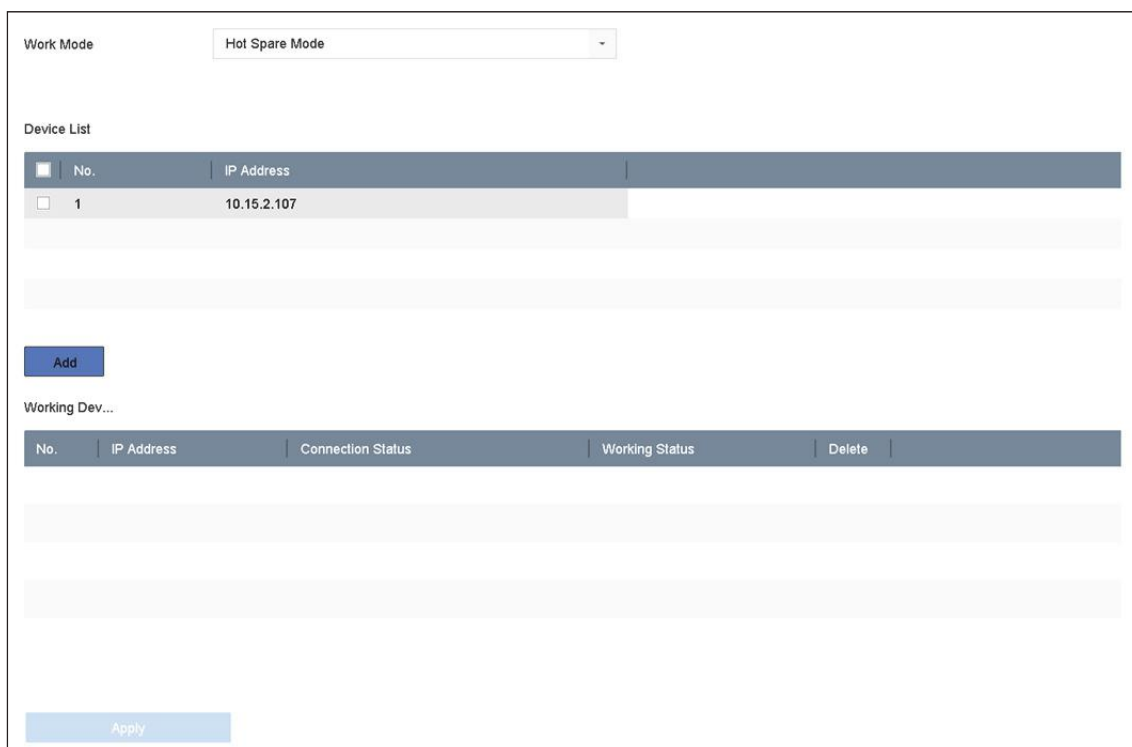 Work Mode Hot Spare Mode
Device List
No. IP Address
1 10.15.2.107
Add
Working Dev...
No. IP Address Connection Status Working Status Delete
Apply